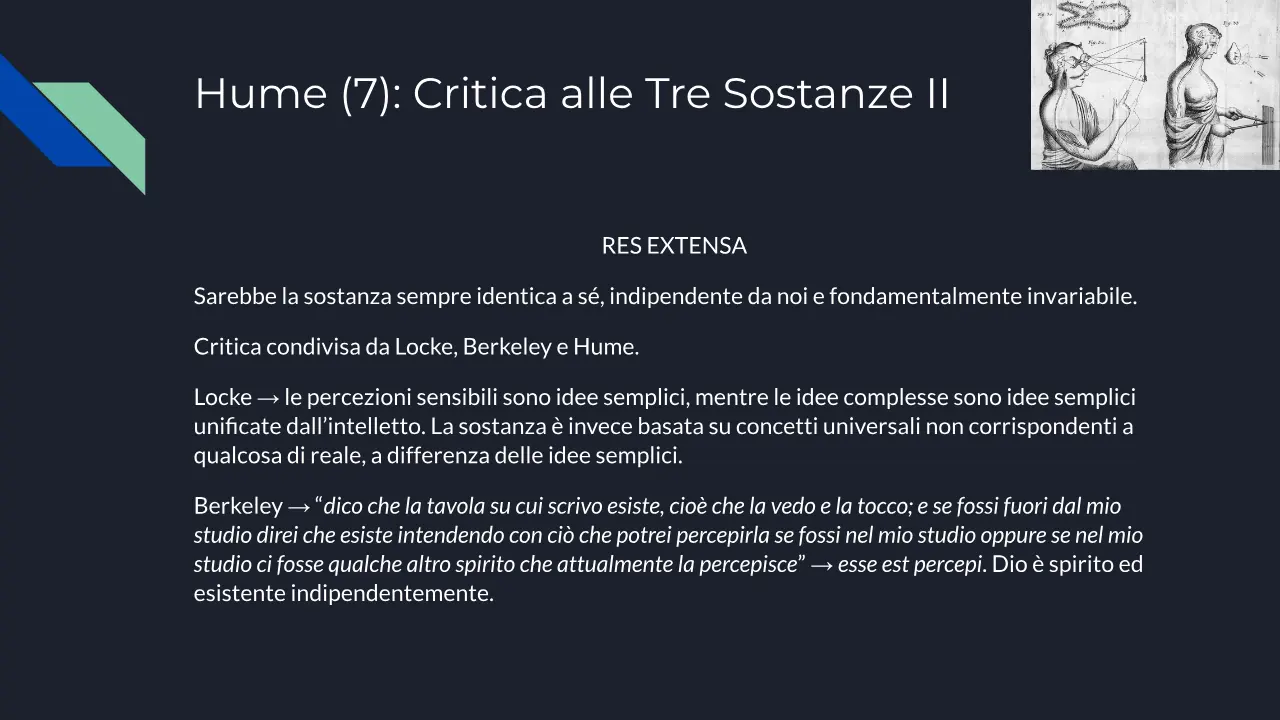 Hume (7): Critica alle Tre Sostanze II
RES EXTENSA
Sarebbe la sostanza sempre identica a sé, indipendente da noi e fondamentalmente invariabile.
Critica condivisa da Locke, Berkeley e Hume.
Locke → le percezioni sensibili sono idee semplici, mentre le idee complesse sono idee semplici
unificate dall’intelletto. La sostanza è invece basata su concetti universali non corrispondenti a
qualcosa di reale, a differenza delle idee semplici.
Berkeley → “dico che la tavola su cui scrivo esiste, cioè che la vedo e la tocco; e se fossi fuori dal mio
studio direi che esiste intendendo con ciò che potrei percepirla se fossi nel mio studio oppure se nel mio
studio ci fosse qualche altro spirito che attualmente la percepisce” → esse est percepi. Dio è spirito ed
esistente indipendentemente.